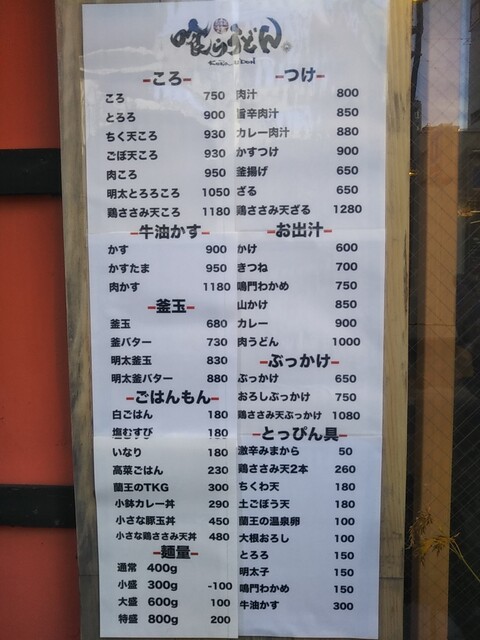 喰らうどん
－ころ－
ころ 750
とろろ 900
ちく天ころ 930
ごぼ天ころ 930
肉ころ 950
明太とろろころ 1050
鶏ささみ天ころ 1180
－牛油かす－
かす 900
かすたま 950
肉かす 1180
－釜玉－
釜玉 680
釜バター 730
明太釜玉 830
明太釜バター 880
－ごはんもん－
白ごはん 180
塩むすび 180
いなり 180
高菜ごはん 230
蘭王のTKG 300
小鉢カレー丼 290
小さな豚玉丼 450
小さな鶏ささみ天丼 480
－麺量－
通常 400g
小盛 300g -100
大盛 600g 100
特盛 800g 200
－つけ－
肉汁 800
旨辛肉汁 850
カレー肉汁 880
かすつけ 900
釜揚げ 650
ざる 650
鶏ささみ天ざる 1280
－お出汁－
かけ 600
きつね 700
鳴門わかめ 750
山かけ 850
カレー 900
肉うどん 1000
－ぶっかけ－
ぶっかけ 650
おろしぶっかけ 750
鶏ささみ天ぶっかけ 1080
－とっぴん具－
激辛みまから 50
鶏ささみ天2本 260
ちくわ天 180
土ごぼう天 180
蘭王の温泉卵 100
大根おろし 100
とろろ 150
明太子 150
鳴門わかめ 150
牛油かす 300